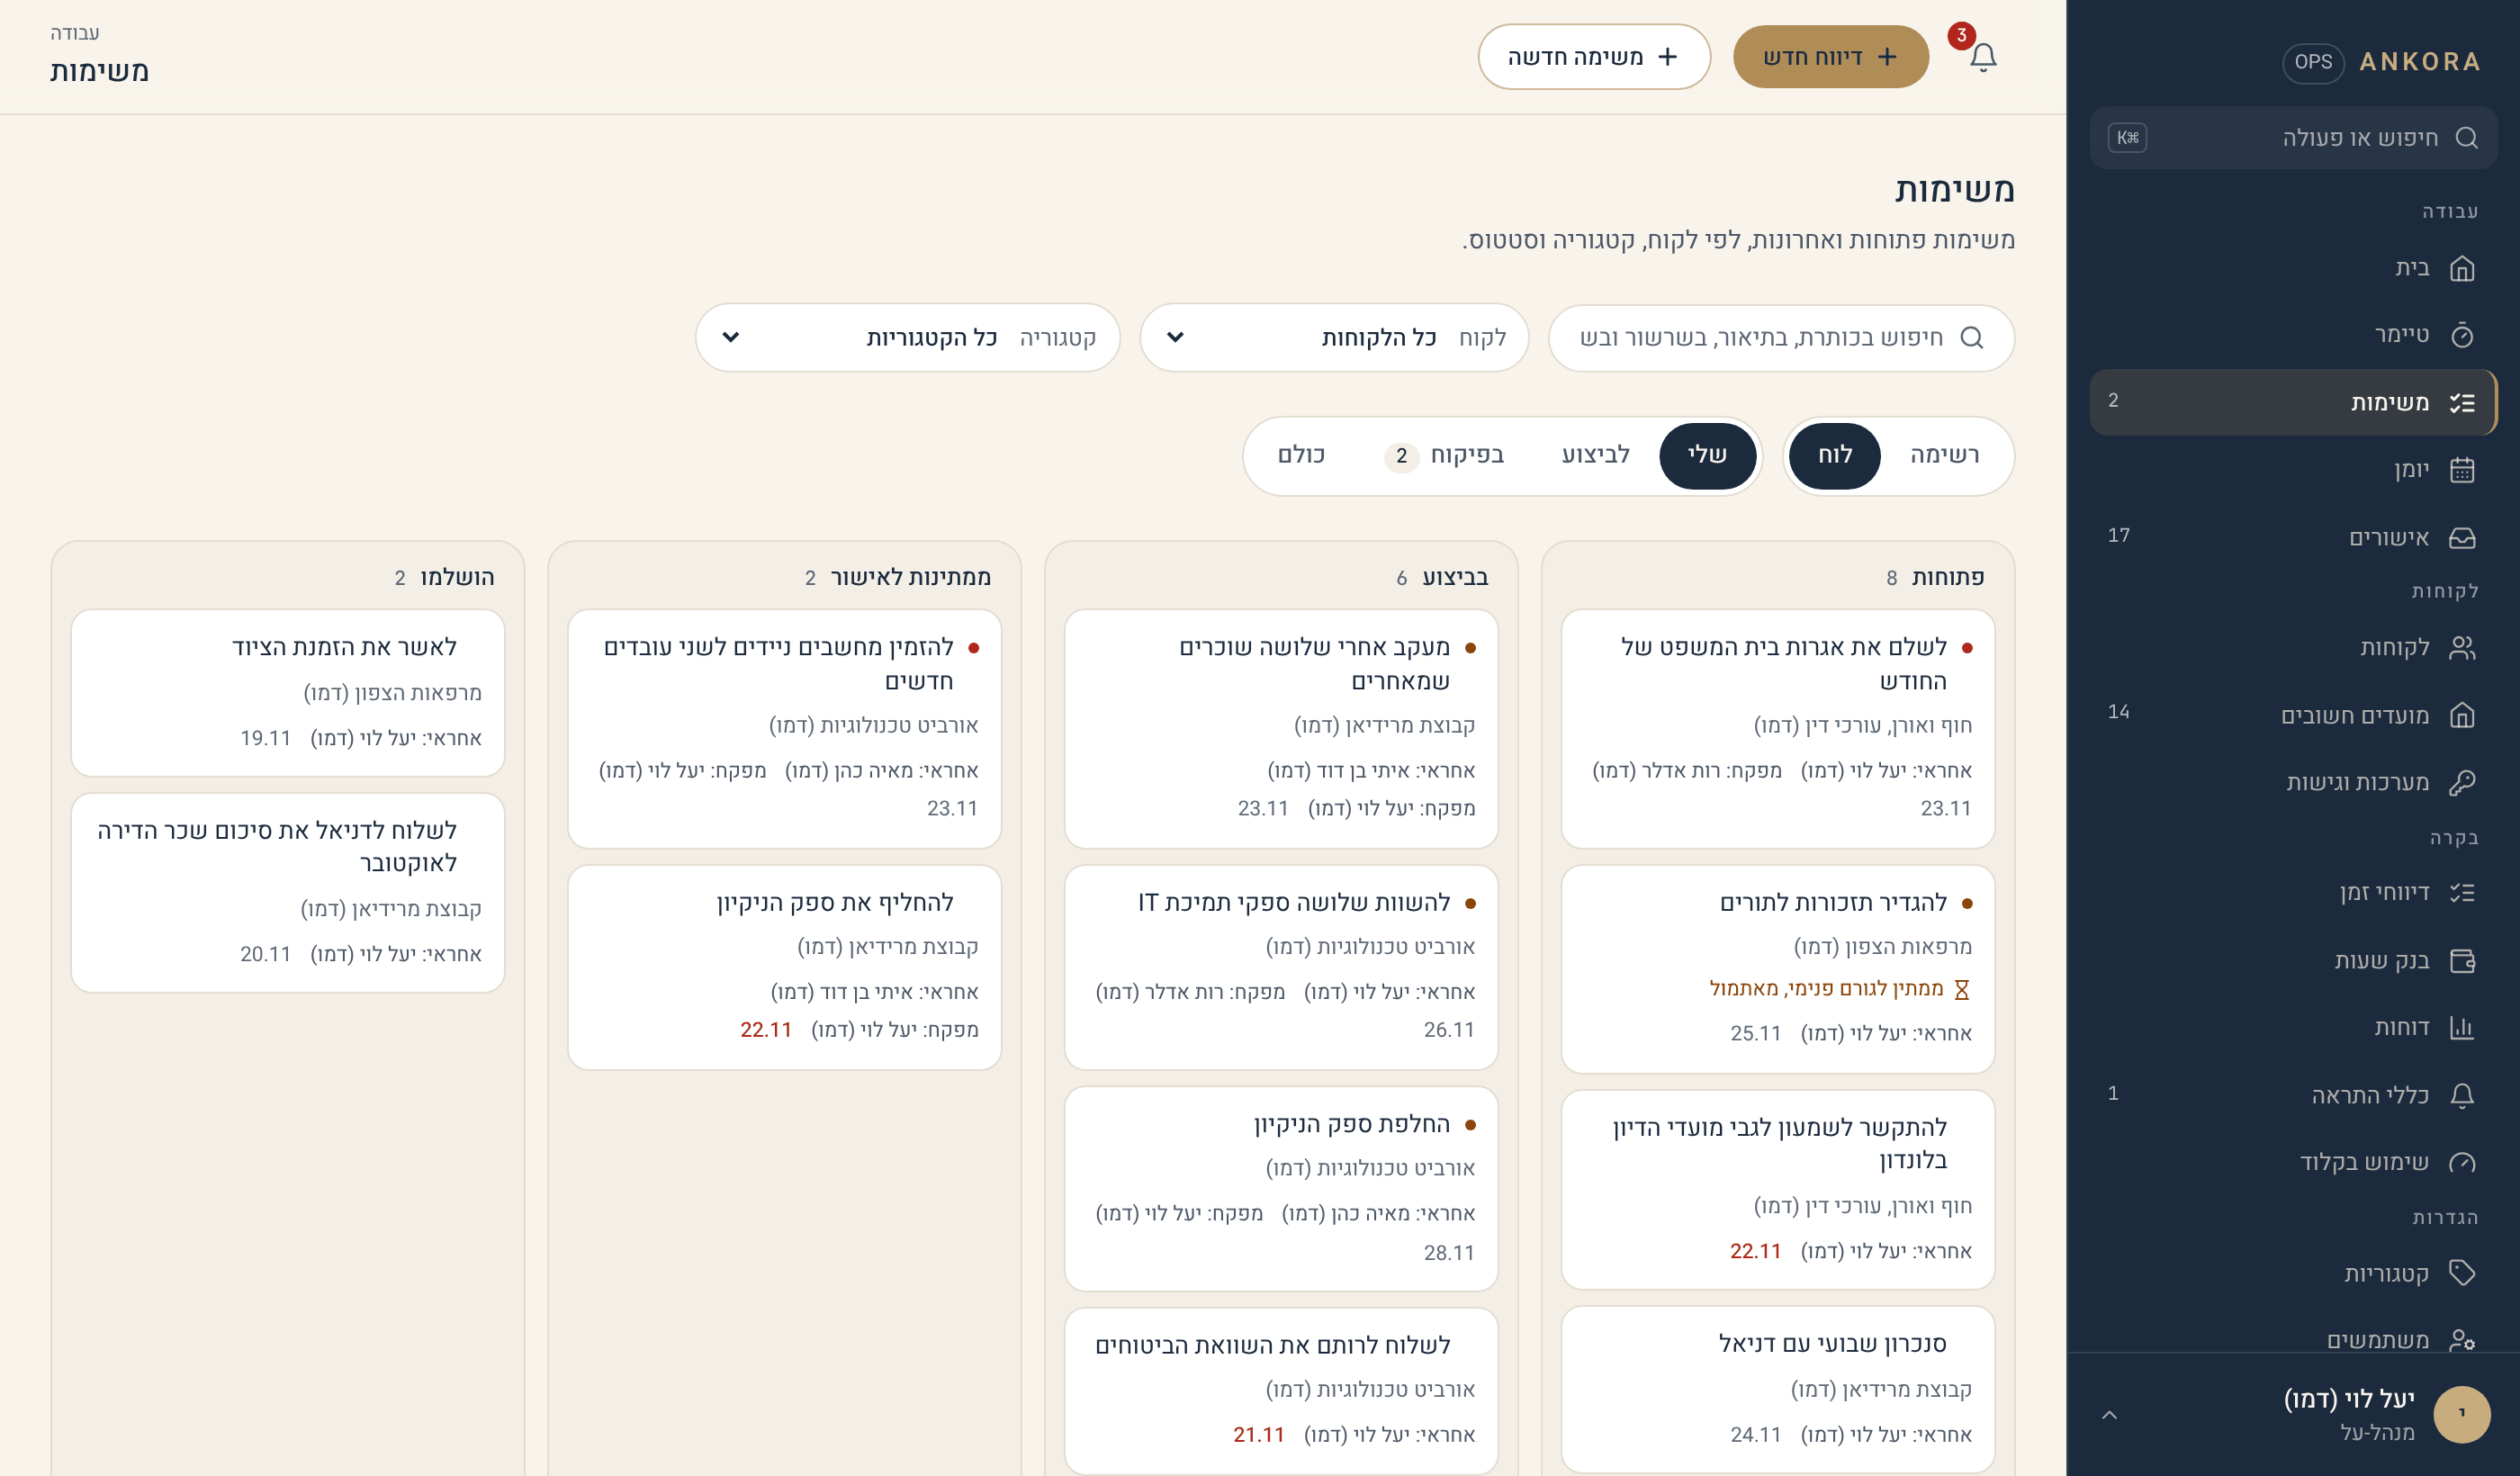 ANKORA OPS
חיפוש או פעולה ⌘K
עבודה
בית
טיימר
משימות 2
יומן
אישורים 17
לקוחות
לקוחות
מועדים חשובים 14
מערכות וגישות
בקרה
דיווחי זמן
בנק שעות
דוחות
כללי התראה 1
שימוש בקלוד
הגדרות
קטגוריות
משתמשים
י
יעל לוי (דמו)
מנהל-על
3
+ דיווח חדש
+ משימה חדשה
עבודה
משימות
משימות
משימות פתוחות ואחרונות, לפי לקוח, קטגוריה וסטטוס.
חיפוש בכותרת, בתיאור, בשרשור ובש
לקוח כל הלקוחות
קטגוריה כל הקטגוריות
רשימה לוח
שלי לביצוע בפיקוח 2 כולם
פתוחות 8
לשלם את אגרות בית המשפט של
החודש
חוף ואורן, עורכי דין (דמו)
אחראי: יעל לוי (דמו) מפקח: רות אדלר (דמו)
23.11
להגדיר תזכורות לתורים
מרפאות הצפון (דמו)
ממתין לגורם פנימי, מאתמול
אחראי: יעל לוי (דמו) 25.11
להתקשר לשמעון לגבי מועדי הדיון
בלונדון
חוף ואורן, עורכי דין (דמו)
אחראי: יעל לוי (דמו) 22.11
סנכרון שבועי עם דניאל
קבוצת מרידיאן (דמו)
אחראי: יעל לוי (דמו) 24.11
בביצוע 6
מעקב אחרי שלושה שוכרים
שמאחרים
קבוצת מרידיאן (דמו)
אחראי: איתי בן דוד (דמו)
מפקח: יעל לוי (דמו) 23.11
להשוות שלושה ספקי תמיכת IT
אורביט טכנולוגיות (דמו)
אחראי: יעל לוי (דמו) מפקח: רות אדלר (דמו)
26.11
החלפת ספק הניקיון
אורביט טכנולוגיות (דמו)
אחראי: מאיה כהן (דמו) מפקח: יעל לוי (דמו)
28.11
לשלוח לרותם את השוואת הביטוחים
אורביט טכנולוגיות (דמו)
אחראי: יעל לוי (דמו) 21.11
ממתינות לאישור 2
להזמין מחשבים ניידים לשני עובדים
חדשים
אורביט טכנולוגיות (דמו)
אחראי: מאיה כהן (דמו) מפקח: יעל לוי (דמו)
23.11
להחליף את ספק הניקיון
קבוצת מרידיאן (דמו)
אחראי: איתי בן דוד (דמו)
מפקח: יעל לוי (דמו) 22.11
הושלמו 2
לאשר את הזמנת הציוד
מרפאות הצפון (דמו)
אחראי: יעל לוי (דמו) 19.11
לשלוח לדניאל את סיכום שכר הדירה
לאוקטובר
קבוצת מרידיאן (דמו)
אחראי: יעל לוי (דמו) 20.11